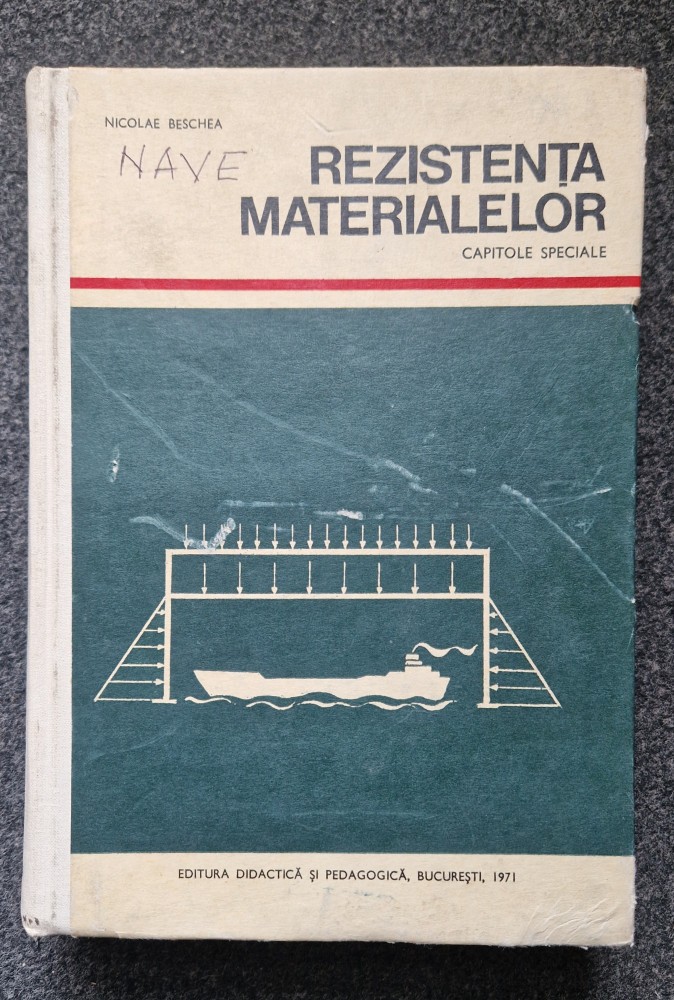 NICOLAE BESCHEA
NAVE
REZISTENȚA
MATERIALELOR
CAPITOLE SPECIALE
EDITURA DIDACTICĂ ȘI PEDAGOGICĂ, BUCUREȘTI, 1971